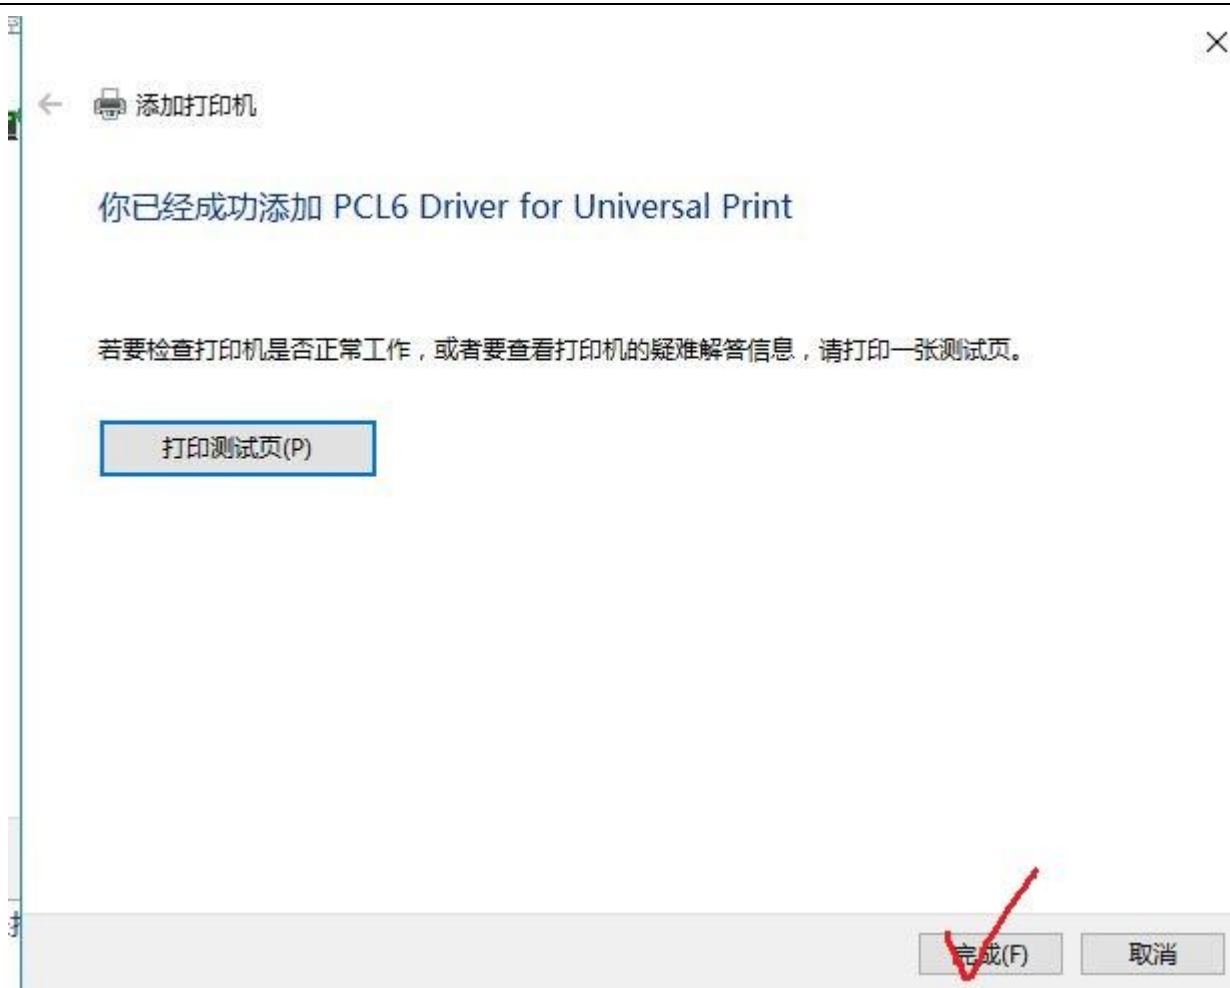 添加打印机
你已经成功添加 PCL6 Driver for Universal Print
若要检查打印机是否正常工作，或者要查看打印机的疑难解答信息，请打印一张测试页。
打印测试页(P)
完成(F)
取消